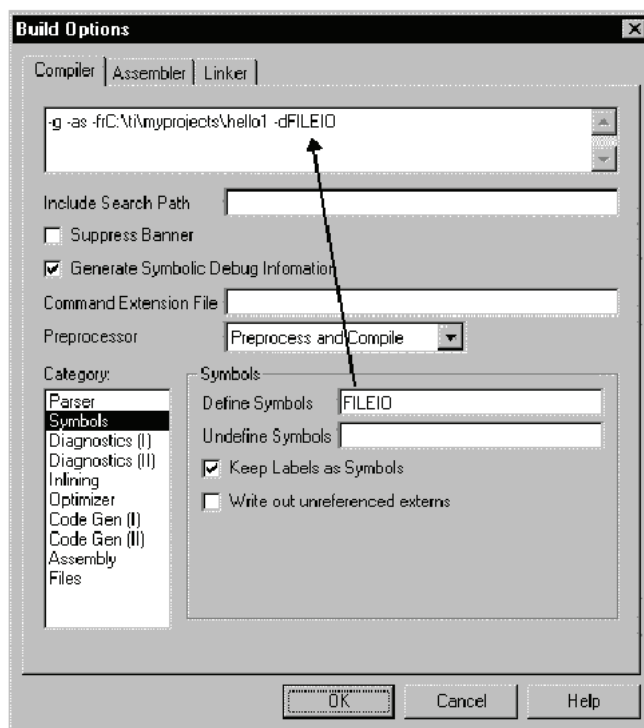 Build Options
Compiler Assembler Linker
-g -as -frC:\ti\myprojects\hello1 -dFILEIO
Include Search Path
Suppress Banner
Generate Symbolic Debug Infomation
Command Extension File
Preprocessor Preprocess and Compile
Category: Symbols
Parser
Symbols
Diagnostics (I)
Diagnostics (II)
Inlining
Optimizer
Code Gen (I)
Code Gen (II)
Assembly
Files
Define Symbols FILEIO
Undefine Symbols
Keep Labels as Symbols
Write out unreferenced externs
OK Cancel Help